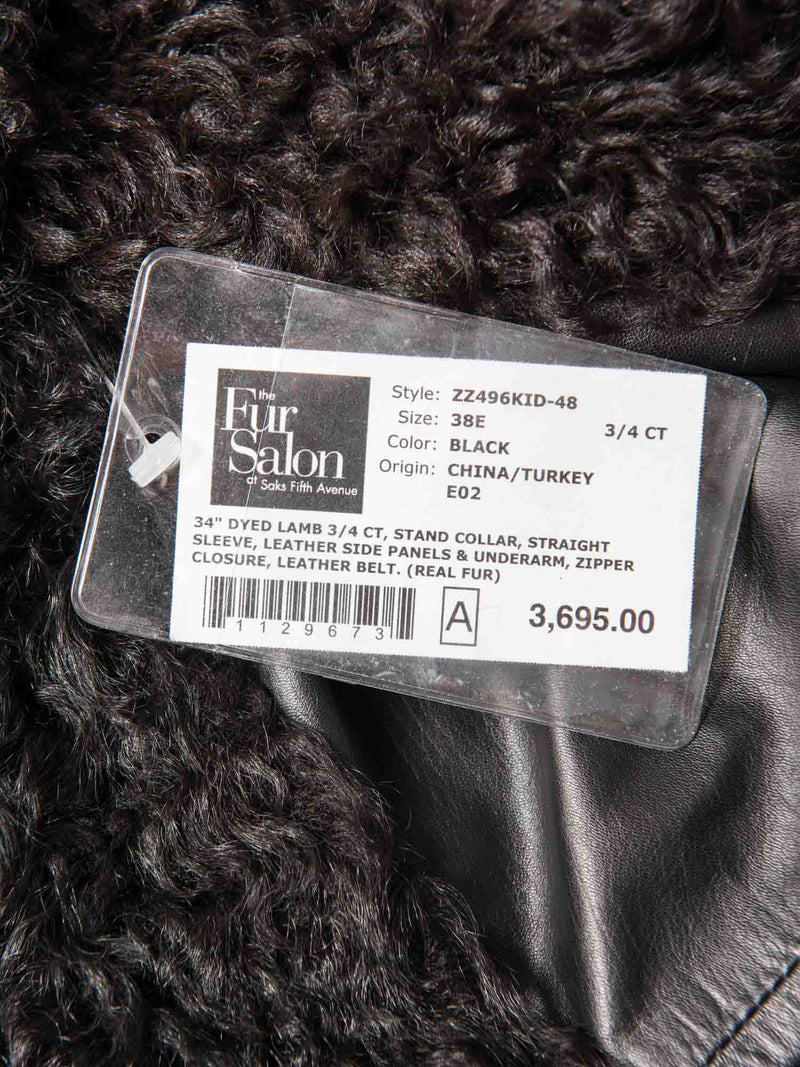 the
Fur
Salon
at Saks Fifth Avenue
Style: ZZ496KID-48
Size: 38E 3/4 CT
Color: BLACK
Origin: CHINA/TURKEY
E02
34" DYED LAMB 3/4 CT, STAND COLLAR, STRAIGHT
SLEEVE, LEATHER SIDE PANELS & UNDERARM, ZIPPER
CLOSURE, LEATHER BELT. (REAL FUR)
1129673 A 3,695.00